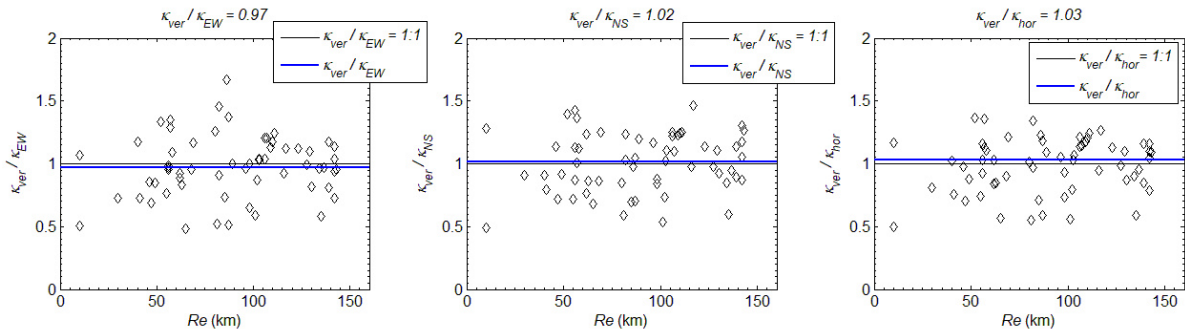 κver / κEW = 0.97
κver / κEW = 1:1
κver / κEW
κver / κEW
2
1.5
1
0.5
0
0 50 100 150
Re (km)
κver / κNS = 1.02
κver / κNS = 1:1
κver / κNS
κver / κNS
2
1.5
1
0.5
0
0 50 100 150
Re (km)
κver / κhor = 1.03
κver / κhor = 1:1
κver / κhor
κver / κhor
2
1.5
1
0.5
0
0 50 100 150
Re (km)